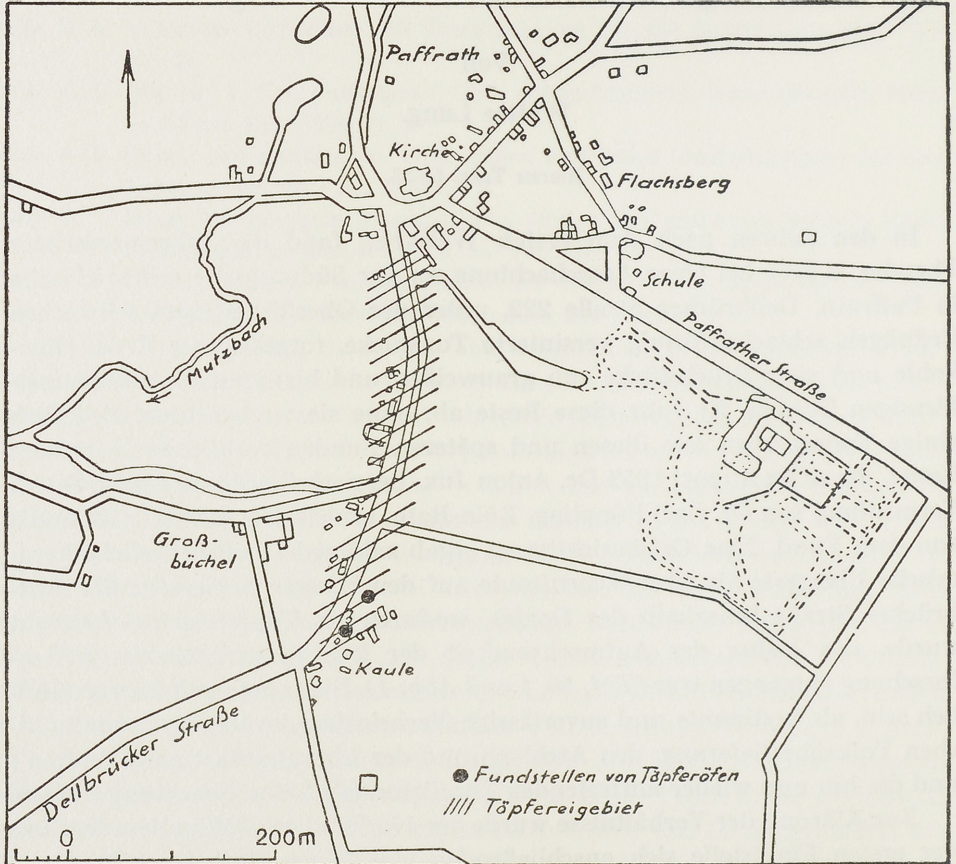 Paffrath
Kirche
Flachsberg
Schule
Paffrather Straße
Mutzbach
Groß-
büchel
Kaule
Dellbrücker Straße
Fundstellen von Töpferöfen
Töpfereigebiet
0 200m